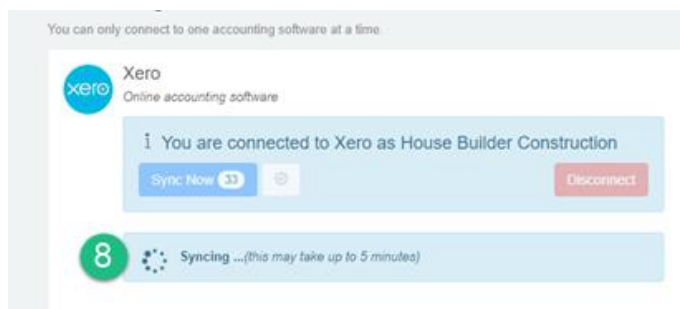 You can only connect to one accounting software at a time.
xero
Xero
Online accounting software
i You are connected to Xero as House Builder Construction
Sync Now 33
Disconnect
8
Syncing ...(this may take up to 5 minutes)